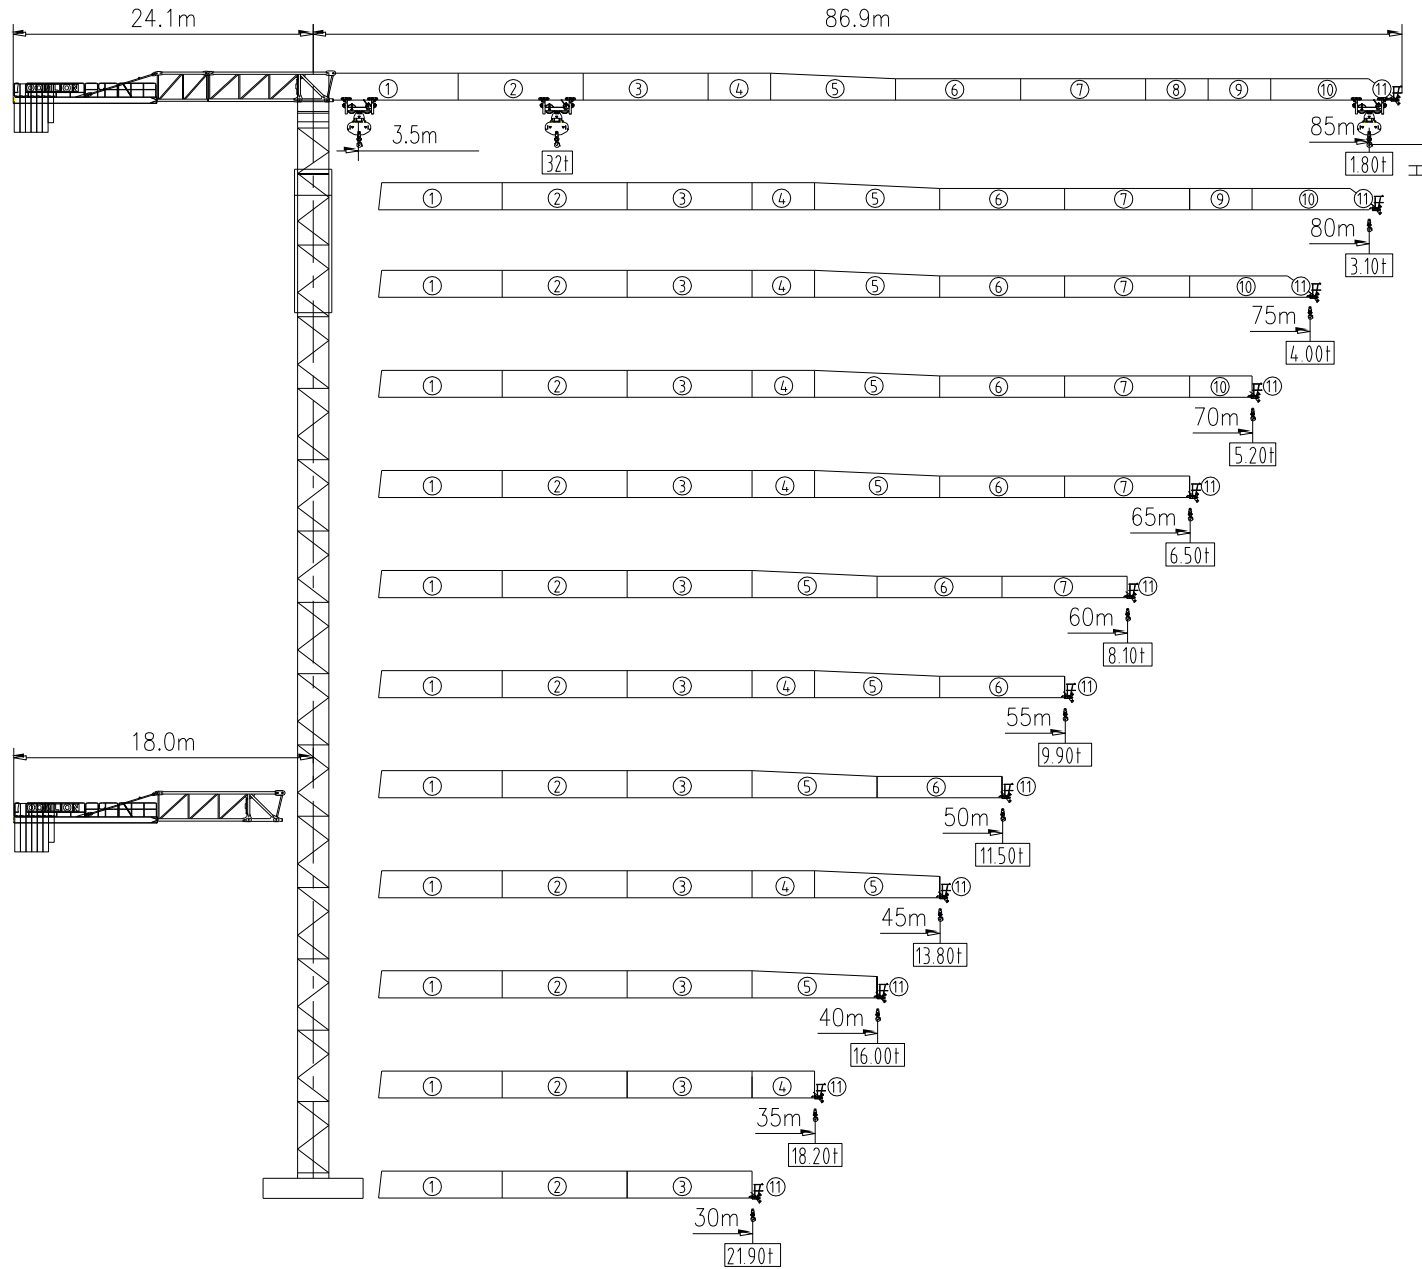 24.1m 86.9m
① ② ③ ④ ⑤ ⑥ ⑦ ⑧ ⑨ ⑩ ⑪
3.5m 85m
32t 1.80t H
① ② ③ ④ ⑤ ⑥ ⑦ ⑨ ⑩ ⑪
80m
3.10t
① ② ③ ④ ⑤ ⑥ ⑦ ⑩ ⑪
75m
4.00t
① ② ③ ④ ⑤ ⑥ ⑦ ⑩ ⑪
70m
5.20t
① ② ③ ④ ⑤ ⑥ ⑦ ⑪
65m
6.50t
① ② ③ ⑤ ⑥ ⑦ ⑪
60m
8.10t
① ② ③ ④ ⑤ ⑥ ⑪
55m
9.90t
18.0m
① ② ③ ⑤ ⑥ ⑪
50m
11.50t
① ② ③ ④ ⑤ ⑪
45m
13.80t
① ② ③ ⑤ ⑪
40m
16.00t
① ② ③ ④ ⑪
35m
18.20t
① ② ③ ⑪
30m
21.90t